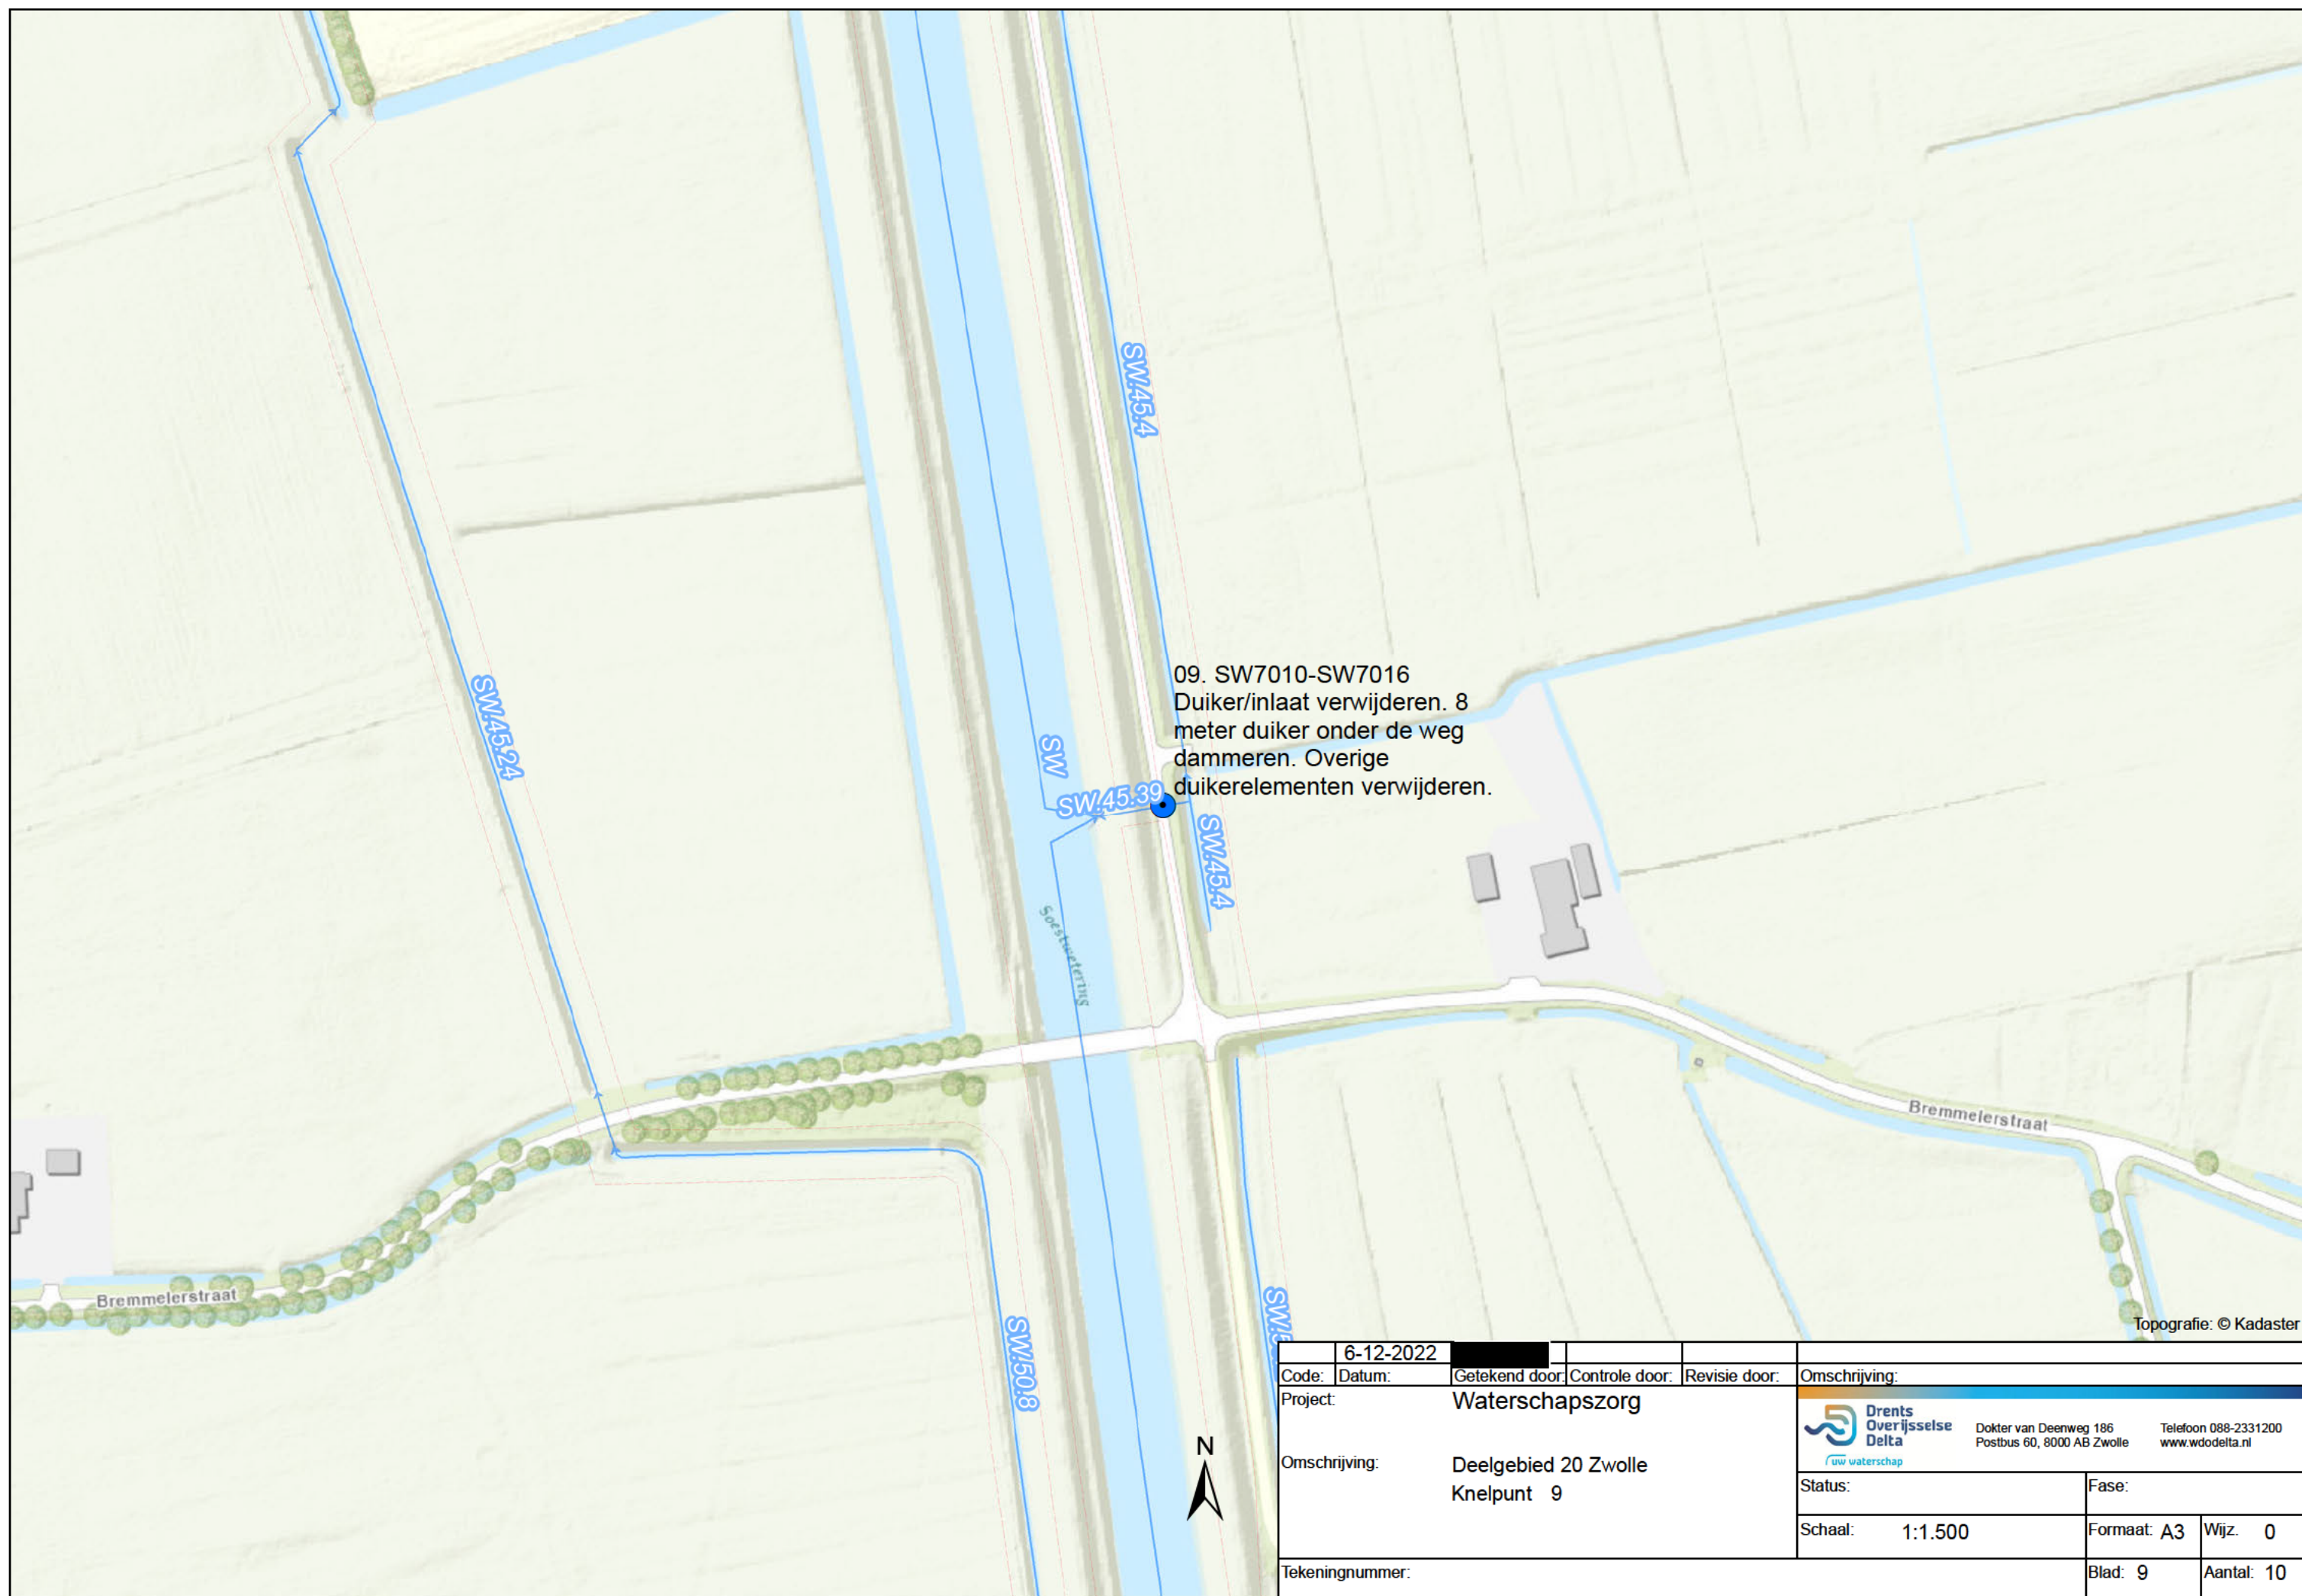 SW.45.4
SW.45.24
09. SW7010-SW7016
Duiker/inlaat verwijderen. 8
meter duiker onder de weg
dammeren. Overige
duikerelementen verwijderen.
SW
SW.45.39
SW.45.4
Soestwetering
Bremmelerstraat
Bremmelerstraat
SW.50.8
Topografie: © Kadaster
6-12-2022
Code: Datum: Getekend door: Controle door: Revisie door: Omschrijving:
Project: Waterschapszorg
Omschrijving: Deelgebied 20 Zwolle
Knelpunt 9
N
Drents
Overijsselse
Delta
uw waterschap
Dokter van Deenweg 186
Postbus 60, 8000 AB Zwolle
Telefoon 088-2331200
www.wdodelta.nl
Status: Fase:
Schaal: 1:1.500 Formaat: A3 Wijz. 0
Tekeningnummer: Blad: 9 Aantal: 10